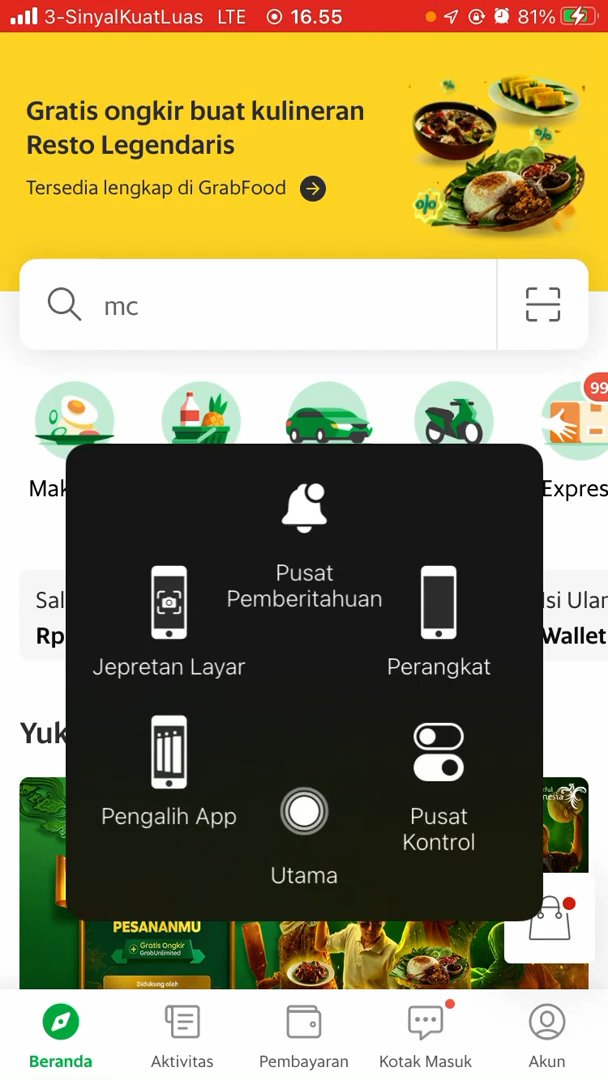 3-SinyalKuatLuas LTE 16.55 81%
Gratis ongkir buat kulineran
Resto Legendaris
Tersedia lengkap di GrabFood
mc
99
Mak
Expres
Sal
Isi Ular
Rp
Wallet
Yuk
Pusat
Pemberitahuan
Jepretan Layar
Perangkat
Pengalih App
Pusat
Kontrol
Utama
PESANANMU
+ Gratis Ongkir
GrabUnlimited
Didukung oleh
Beranda
Aktivitas
Pembayaran
Kotak Masuk
Akun